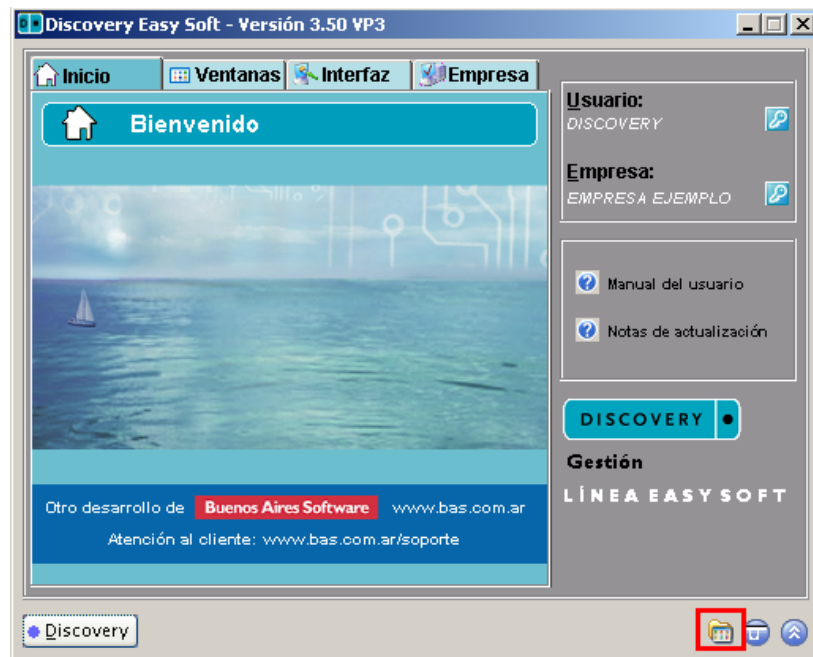 Discovery Easy Soft - Versión 3.50 VP3
Inicio
Ventanas
Interfaz
Empresa
Bienvenido
Usuario:
DISCOVERY
Empresa:
EMPRESA EJEMPLO
Manual del usuario
Notas de actualización
DISCOVERY
Gestión
LÍNEA EASY SOFT
Otro desarrollo de Buenos Aires Software www.bas.com.ar
Atención al cliente: www.bas.com.ar/soporte
Discovery